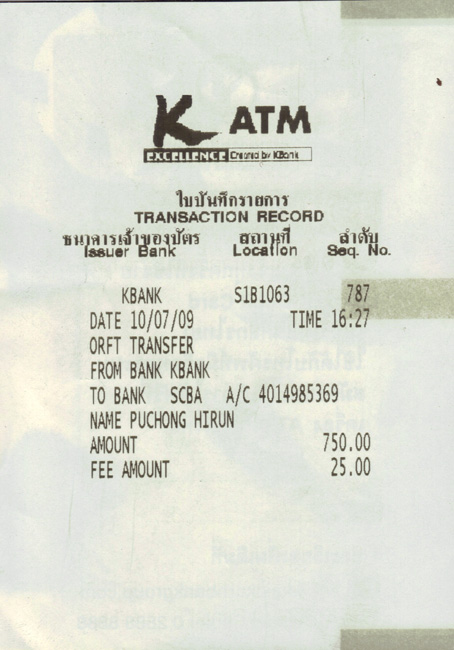 K ATM
EXCELLENCE Created by KBank
ใบบันทึกรายการ
TRANSACTION RECORD
ธนาคารเจ้าของบัตร สถานที่ ลำดับ
Issuer Bank Location Seq. No.
KBANK S1B1063 787
DATE 10/07/09 TIME 16:27
ORFT TRANSFER
FROM BANK KBANK
TO BANK SCBA A/C 4014985369
NAME PUCHONG HIRUN
AMOUNT 750.00
FEE AMOUNT 25.00